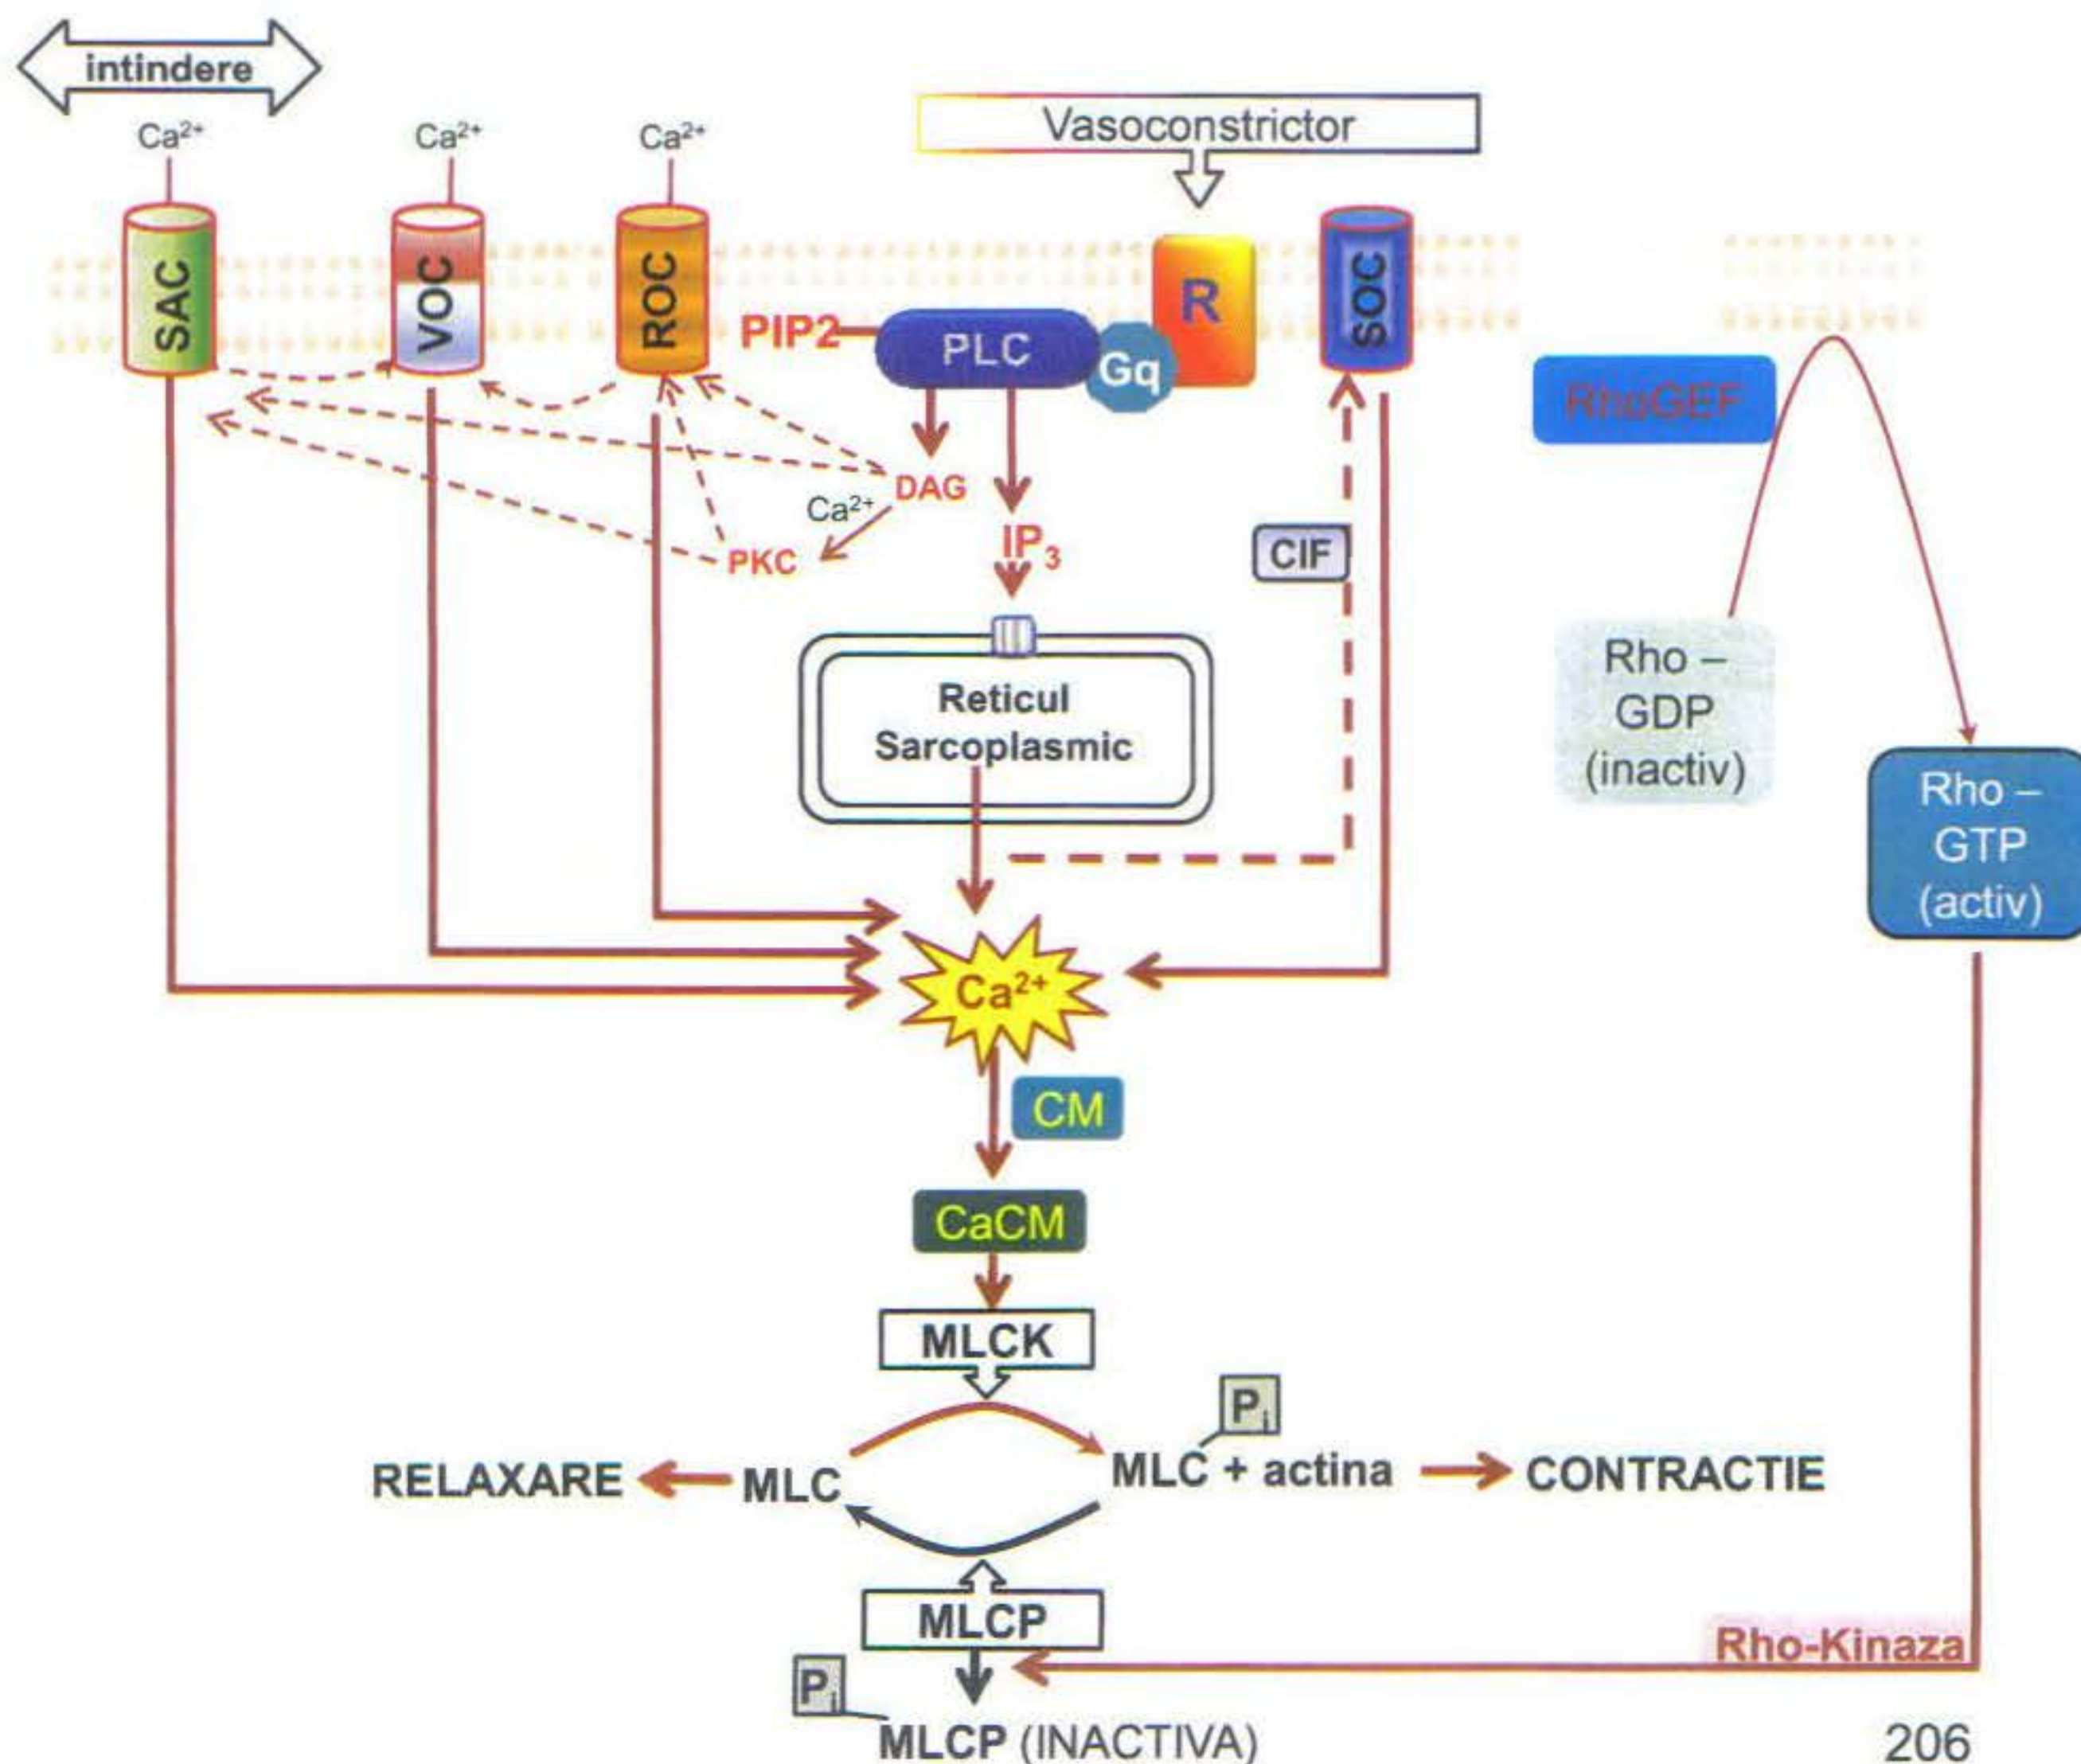 intindere
Ca²⁺
Ca²⁺
Ca²⁺
Vasoconstrictor
SAC
VOC
ROC
PIP2
PLC
Gq
R
SOC
RhoGEF
DAG
Ca²⁺
PKC
IP₃
CIF
Reticul
Sarcoplasmic
Rho –
GDP
(inactiv)
Rho –
GTP
(activ)
Ca²⁺
CM
CaCM
MLCK
Pi
RELAXARE
MLC
MLC + actina
CONTRACTIE
MLCP
Rho-Kinaza
Pi
MLCP (INACTIVA)
206